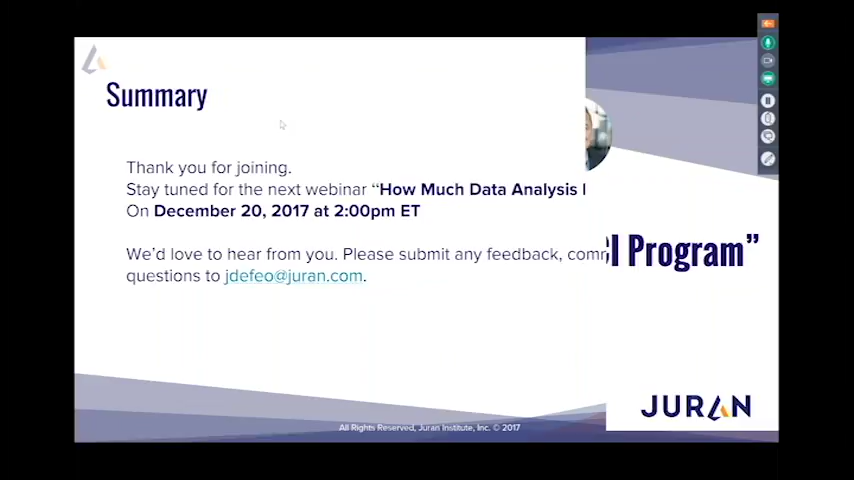 Summary
Thank you for joining.
Stay tuned for the next webinar “How Much Data Analysis
On December 20, 2017 at 2:00pm ET
We’d love to hear from you. Please submit any feedback,
questions to jdefeo@juran.com.
Program”
JURAN
All Rights Reserved, Juran Institute, Inc. © 2017